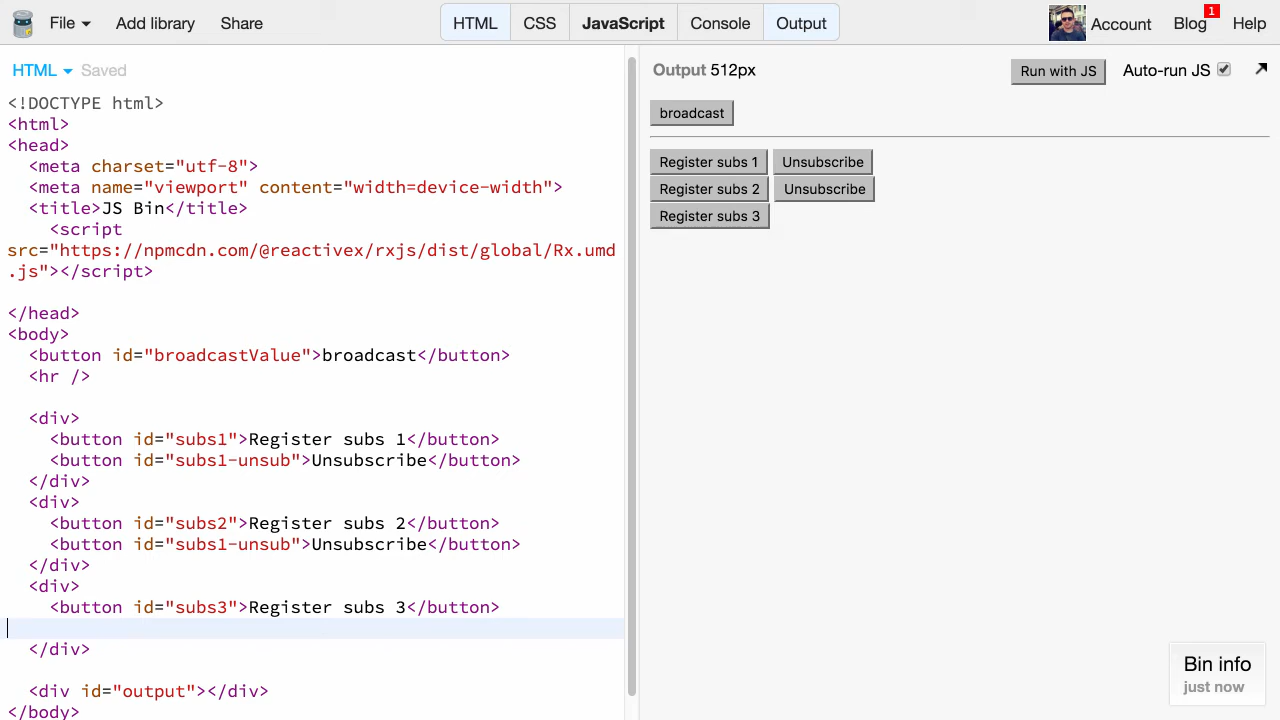 File Add library Share HTML CSS JavaScript Console Output Account Blog 1 Help
HTML Saved
<!DOCTYPE html>
<html>
<head>
<meta charset="utf-8">
<meta name="viewport" content="width=device-width">
<title>JS Bin</title>
<script
src="https://npmcdn.com/@reactivex/rxjs/dist/global/Rx.umd
.js"></script>
</head>
<body>
<button id="broadcastValue">broadcast</button>
<hr />
<div>
<button id="subs1">Register subs 1</button>
<button id="subs1-unsub">Unsubscribe</button>
</div>
<div>
<button id="subs2">Register subs 2</button>
<button id="subs1-unsub">Unsubscribe</button>
</div>
<div>
<button id="subs3">Register subs 3</button>
</div>
<div id="output"></div>
</body>
Output 512px Run with JS Auto-run JS
broadcast
Register subs 1 Unsubscribe
Register subs 2 Unsubscribe
Register subs 3
Bin info
just now